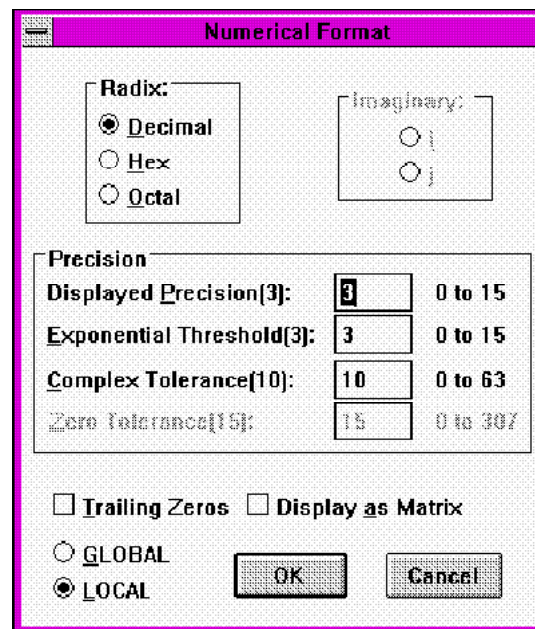 Numerical Format
Radix:
Decimal
Hex
Octal
Imaginary:
i
j
Precision
Displayed Precision(3): 3 0 to 15
Exponential Threshold(3): 3 0 to 15
Complex Tolerance(10): 10 0 to 63
Zero Tolerance(15): 15 0 to 307
Trailing Zeros Display as Matrix
GLOBAL
LOCAL
OK Cancel